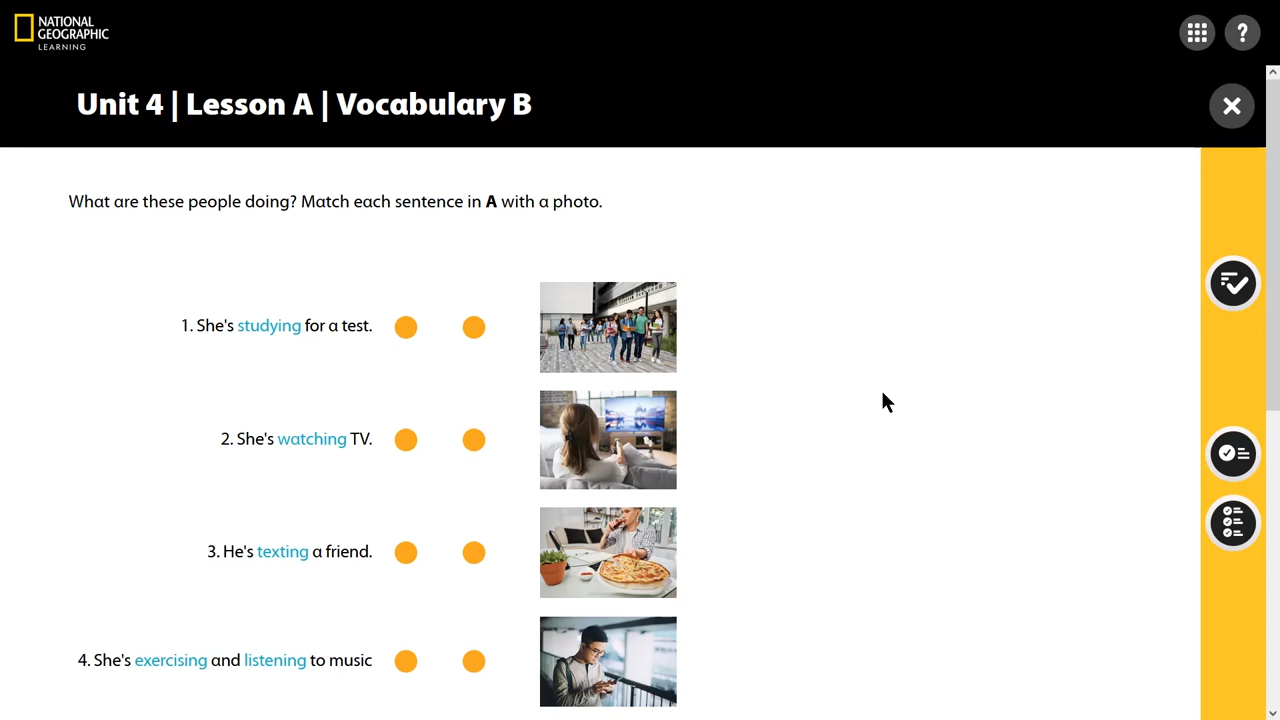 NATIONAL
GEOGRAPHIC
LEARNING
?
Unit 4 | Lesson A | Vocabulary B
What are these people doing? Match each sentence in A with a photo.
1. She's studying for a test.
2. She's watching TV.
3. He's texting a friend.
4. She's exercising and listening to music